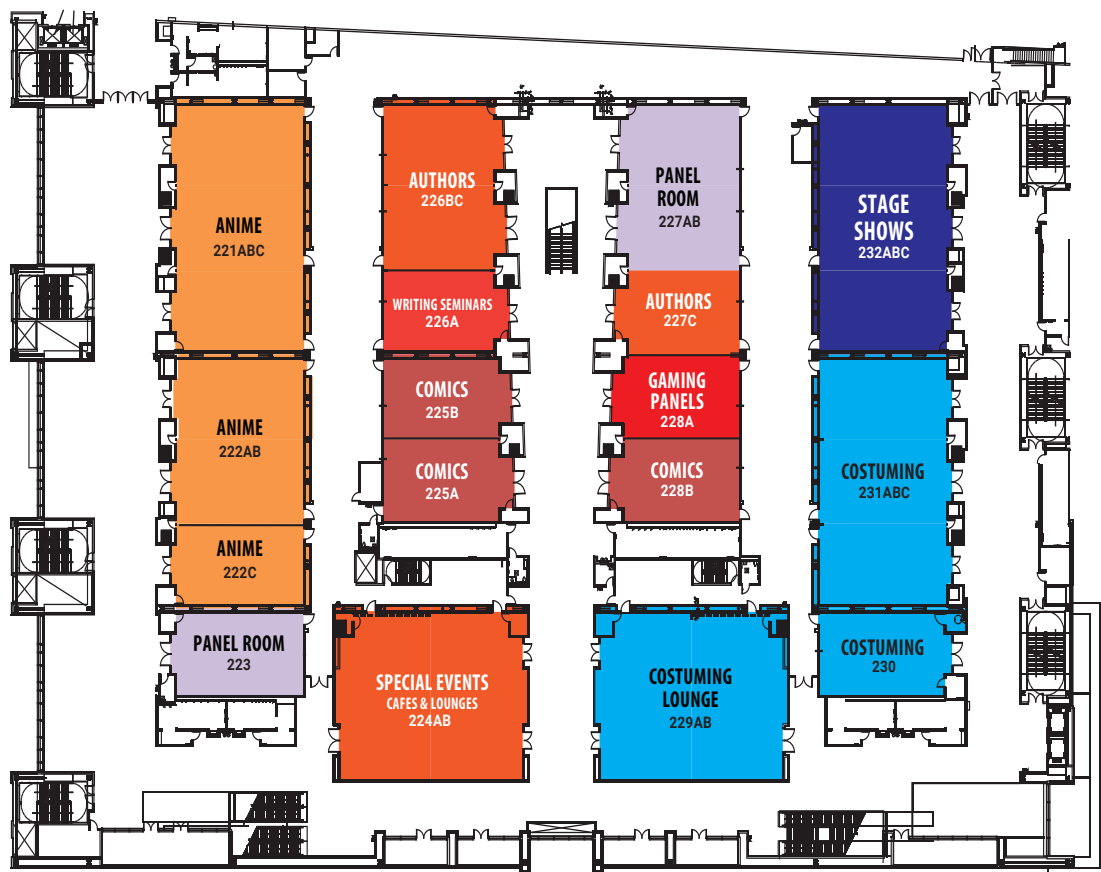 ANIME
221ABC
ANIME
222AB
ANIME
222C
PANEL ROOM
223
AUTHORS
226BC
WRITING SEMINARS
226A
COMICS
225B
COMICS
225A
SPECIAL EVENTS
CAFES & LOUNGES
224AB
PANEL
ROOM
227AB
AUTHORS
227C
GAMING
PANELS
228A
COMICS
228B
COSTUMING
LOUNGE
229AB
STAGE
SHOWS
232ABC
COSTUMING
231ABC
COSTUMING
230